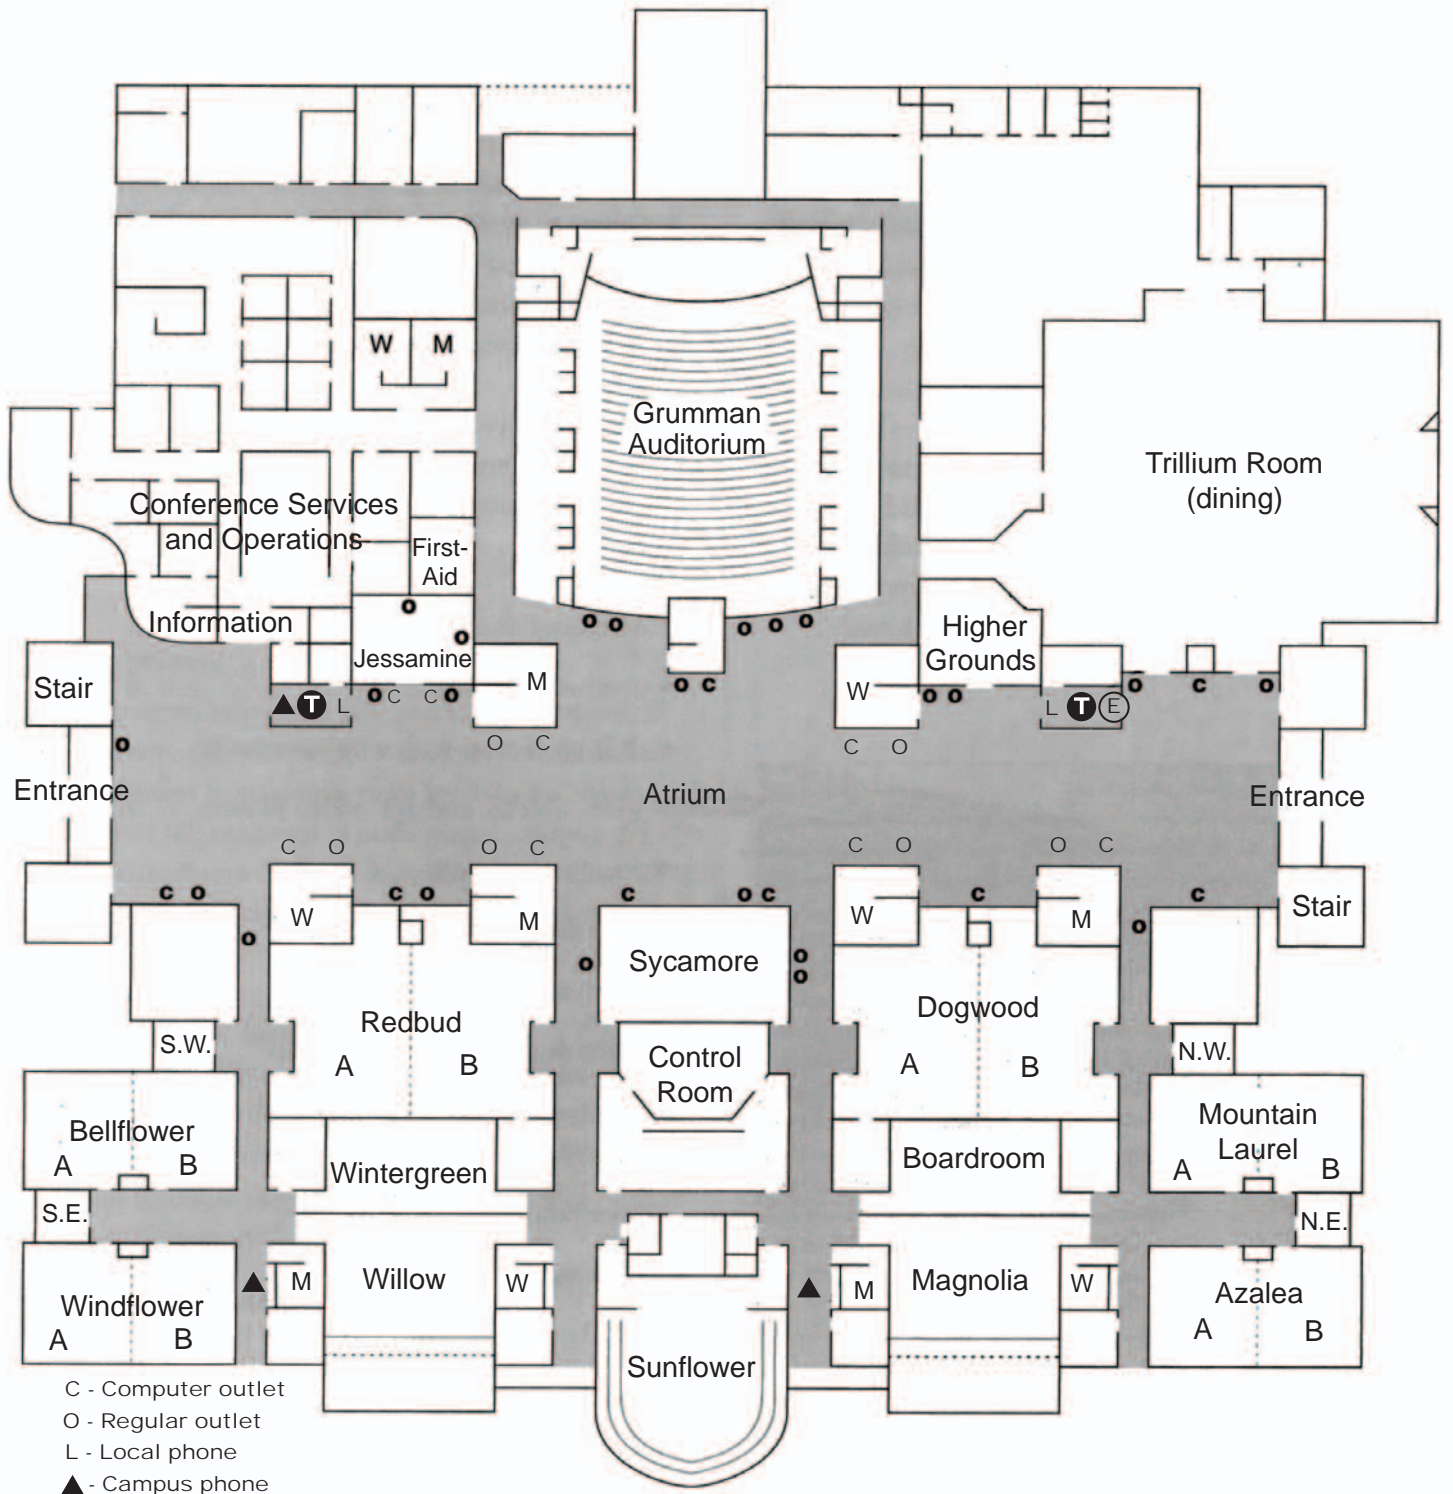 W M
Grumman
Auditorium
Trillium Room
(dining)
Conference Services
and Operations
First-
Aid
Information
o
o
Jessamine
o o
o o o
Higher
Grounds
Stair
M
W
T L
o C C o
o c
o o
L T E
o c o
o
O C
C O
Entrance
Atrium
Entrance
C O
O C
C O
O C
c o
c o
c
o c
c
c
W
M
W
M
Stair
o
o
o
o
o
Sycamore
Redbud
A B
Dogwood
A B
S.W.
Control
Room
N.W.
Bellflower
A B
Wintergreen
Boardroom
Mountain
Laurel
A B
S.E.
N.E.
Windflower
A B
M
Willow
W
M
Magnolia
W
Azalea
A B
Sunflower
C - Computer outlet
O - Regular outlet
L - Local phone
▲ - Campus phone